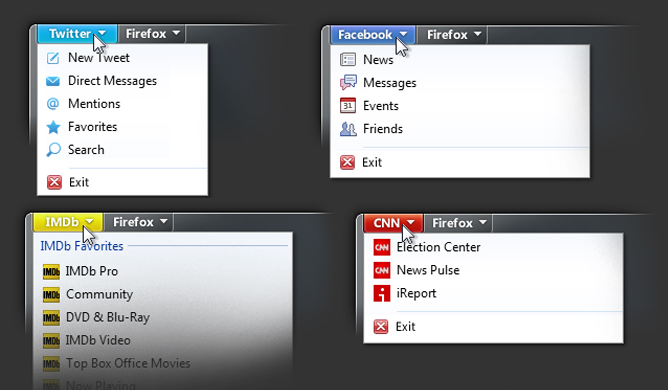 Twitter
Firefox
New Tweet
Direct Messages
Mentions
Favorites
Search
Exit
Facebook
Firefox
News
Messages
31
Events
Friends
Exit
IMDb
Firefox
IMDb Favorites
IMDb
IMDb Pro
IMDb
Community
IMDb
DVD & Blu-Ray
IMDb
IMDb Video
IMDb
Top Box Office Movies
Now Playing
CNN
Firefox
CNN
Election Center
CNN
News Pulse
iReport
Exit